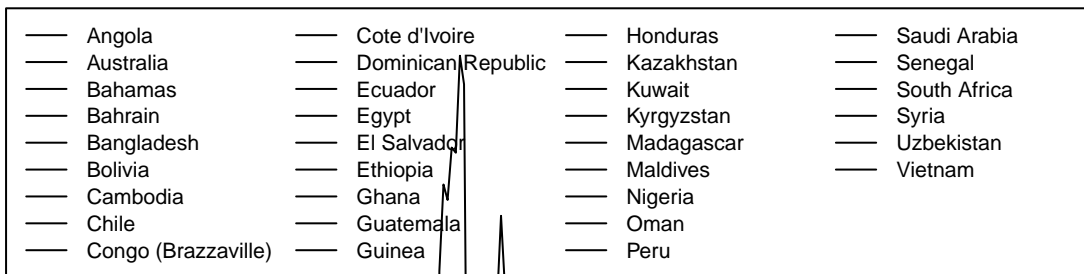 Angola
Australia
Bahamas
Bahrain
Bangladesh
Bolivia
Cambodia
Chile
Congo (Brazzaville)
Cote d'Ivoire
Dominican Republic
Ecuador
Egypt
El Salvador
Ethiopia
Ghana
Guatemala
Guinea
Honduras
Kazakhstan
Kuwait
Kyrgyzstan
Madagascar
Maldives
Nigeria
Oman
Peru
Saudi Arabia
Senegal
South Africa
Syria
Uzbekistan
Vietnam